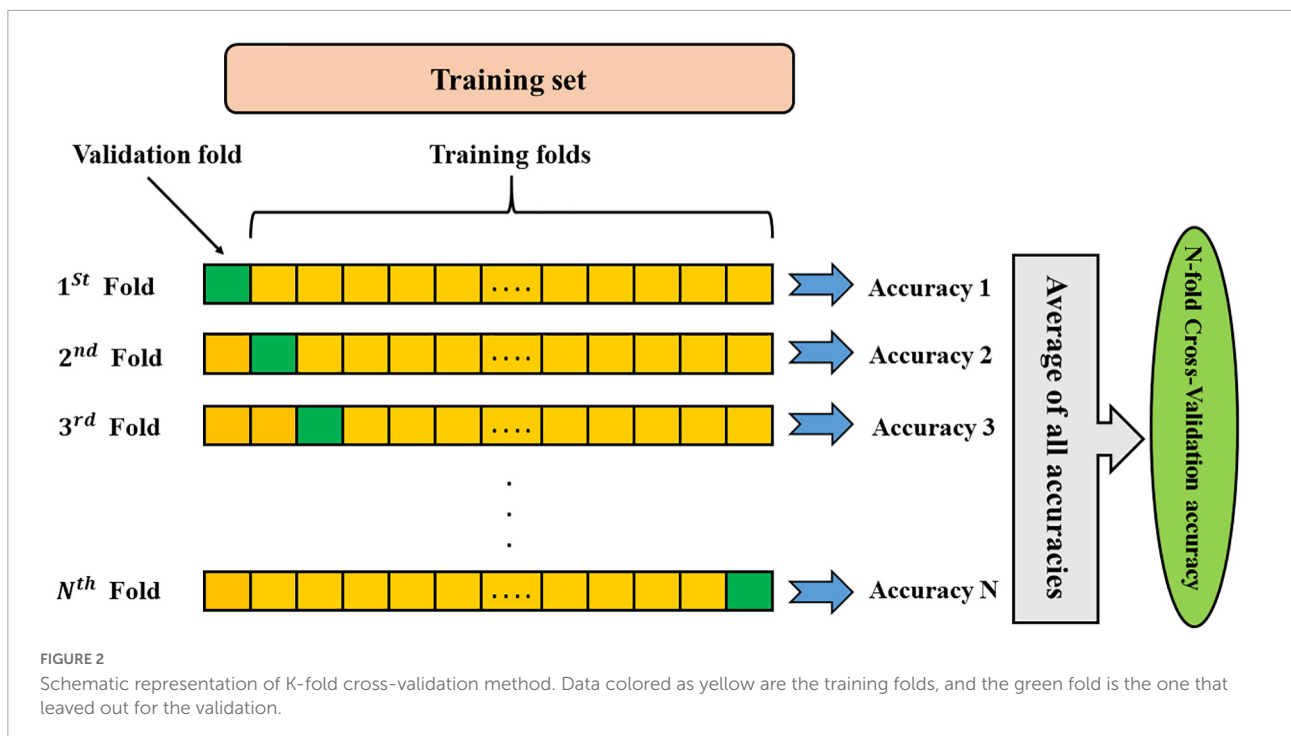 Training set
Validation fold
Training folds
1St Fold
....
Accuracy 1
2nd Fold
....
Accuracy 2
3rd Fold
....
Accuracy 3
.
.
.
Nth Fold
....
Accuracy N
Average of all accuracies
N-fold Cross-Validation accuracy
FIGURE 2
Schematic representation of K-fold cross-validation method. Data colored as yellow are the training folds, and the green fold is the one that
leaved out for the validation.